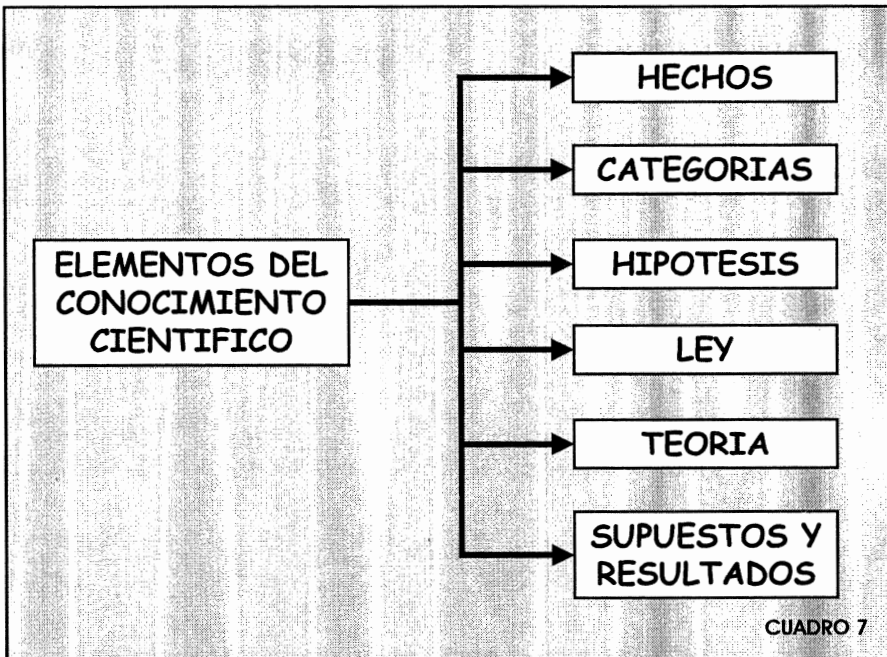 ELEMENTOS DEL
CONOCIMIENTO
CIENTIFICO
HECHOS
CATEGORIAS
HIPOTESIS
LEY
TEORIA
SUPUESTOS Y
RESULTADOS
CUADRO 7